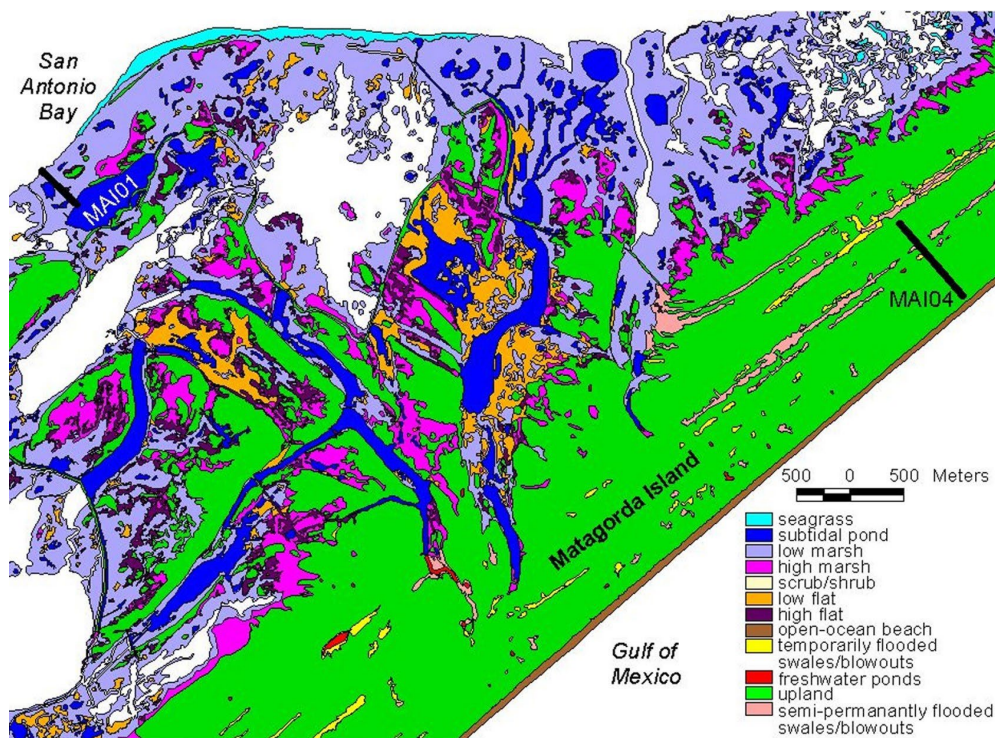 San
Antonio
Bay
MAI01
MAI04
Matagorda Island
Gulf of
Mexico
500 0 500 Meters
seagrass
subtidal pond
low marsh
high marsh
scrub/shrub
low flat
high flat
open-ocean beach
temporarily flooded
swales/blowouts
freshwater ponds
upland
semi-permanantly flooded
swales/blowouts